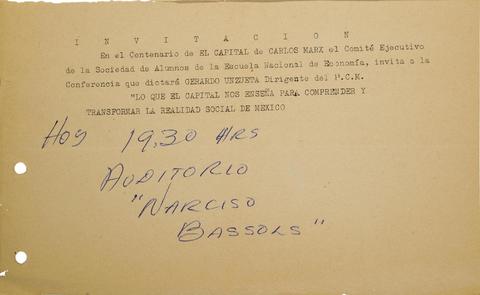 I N V I T A C I O N
En el Centenario de EL CAPITAL de CARLOS MARX el Comité Ejecutivo
de la Sociedad de Alumnos de la Escuela Nacional de Economía, invita a la
Conferencia que dictará GERARDO UNZUETA Dirigente del P.C.M.
"LO QUE EL CAPITAL NOS ENSEÑA PARA COMPRENDER Y
TRANSFORMAR LA REALIDAD SOCIAL DE MEXICO
HOY 19,30 HRS
AUDITORIO
"NARCISO
BASSOLS"